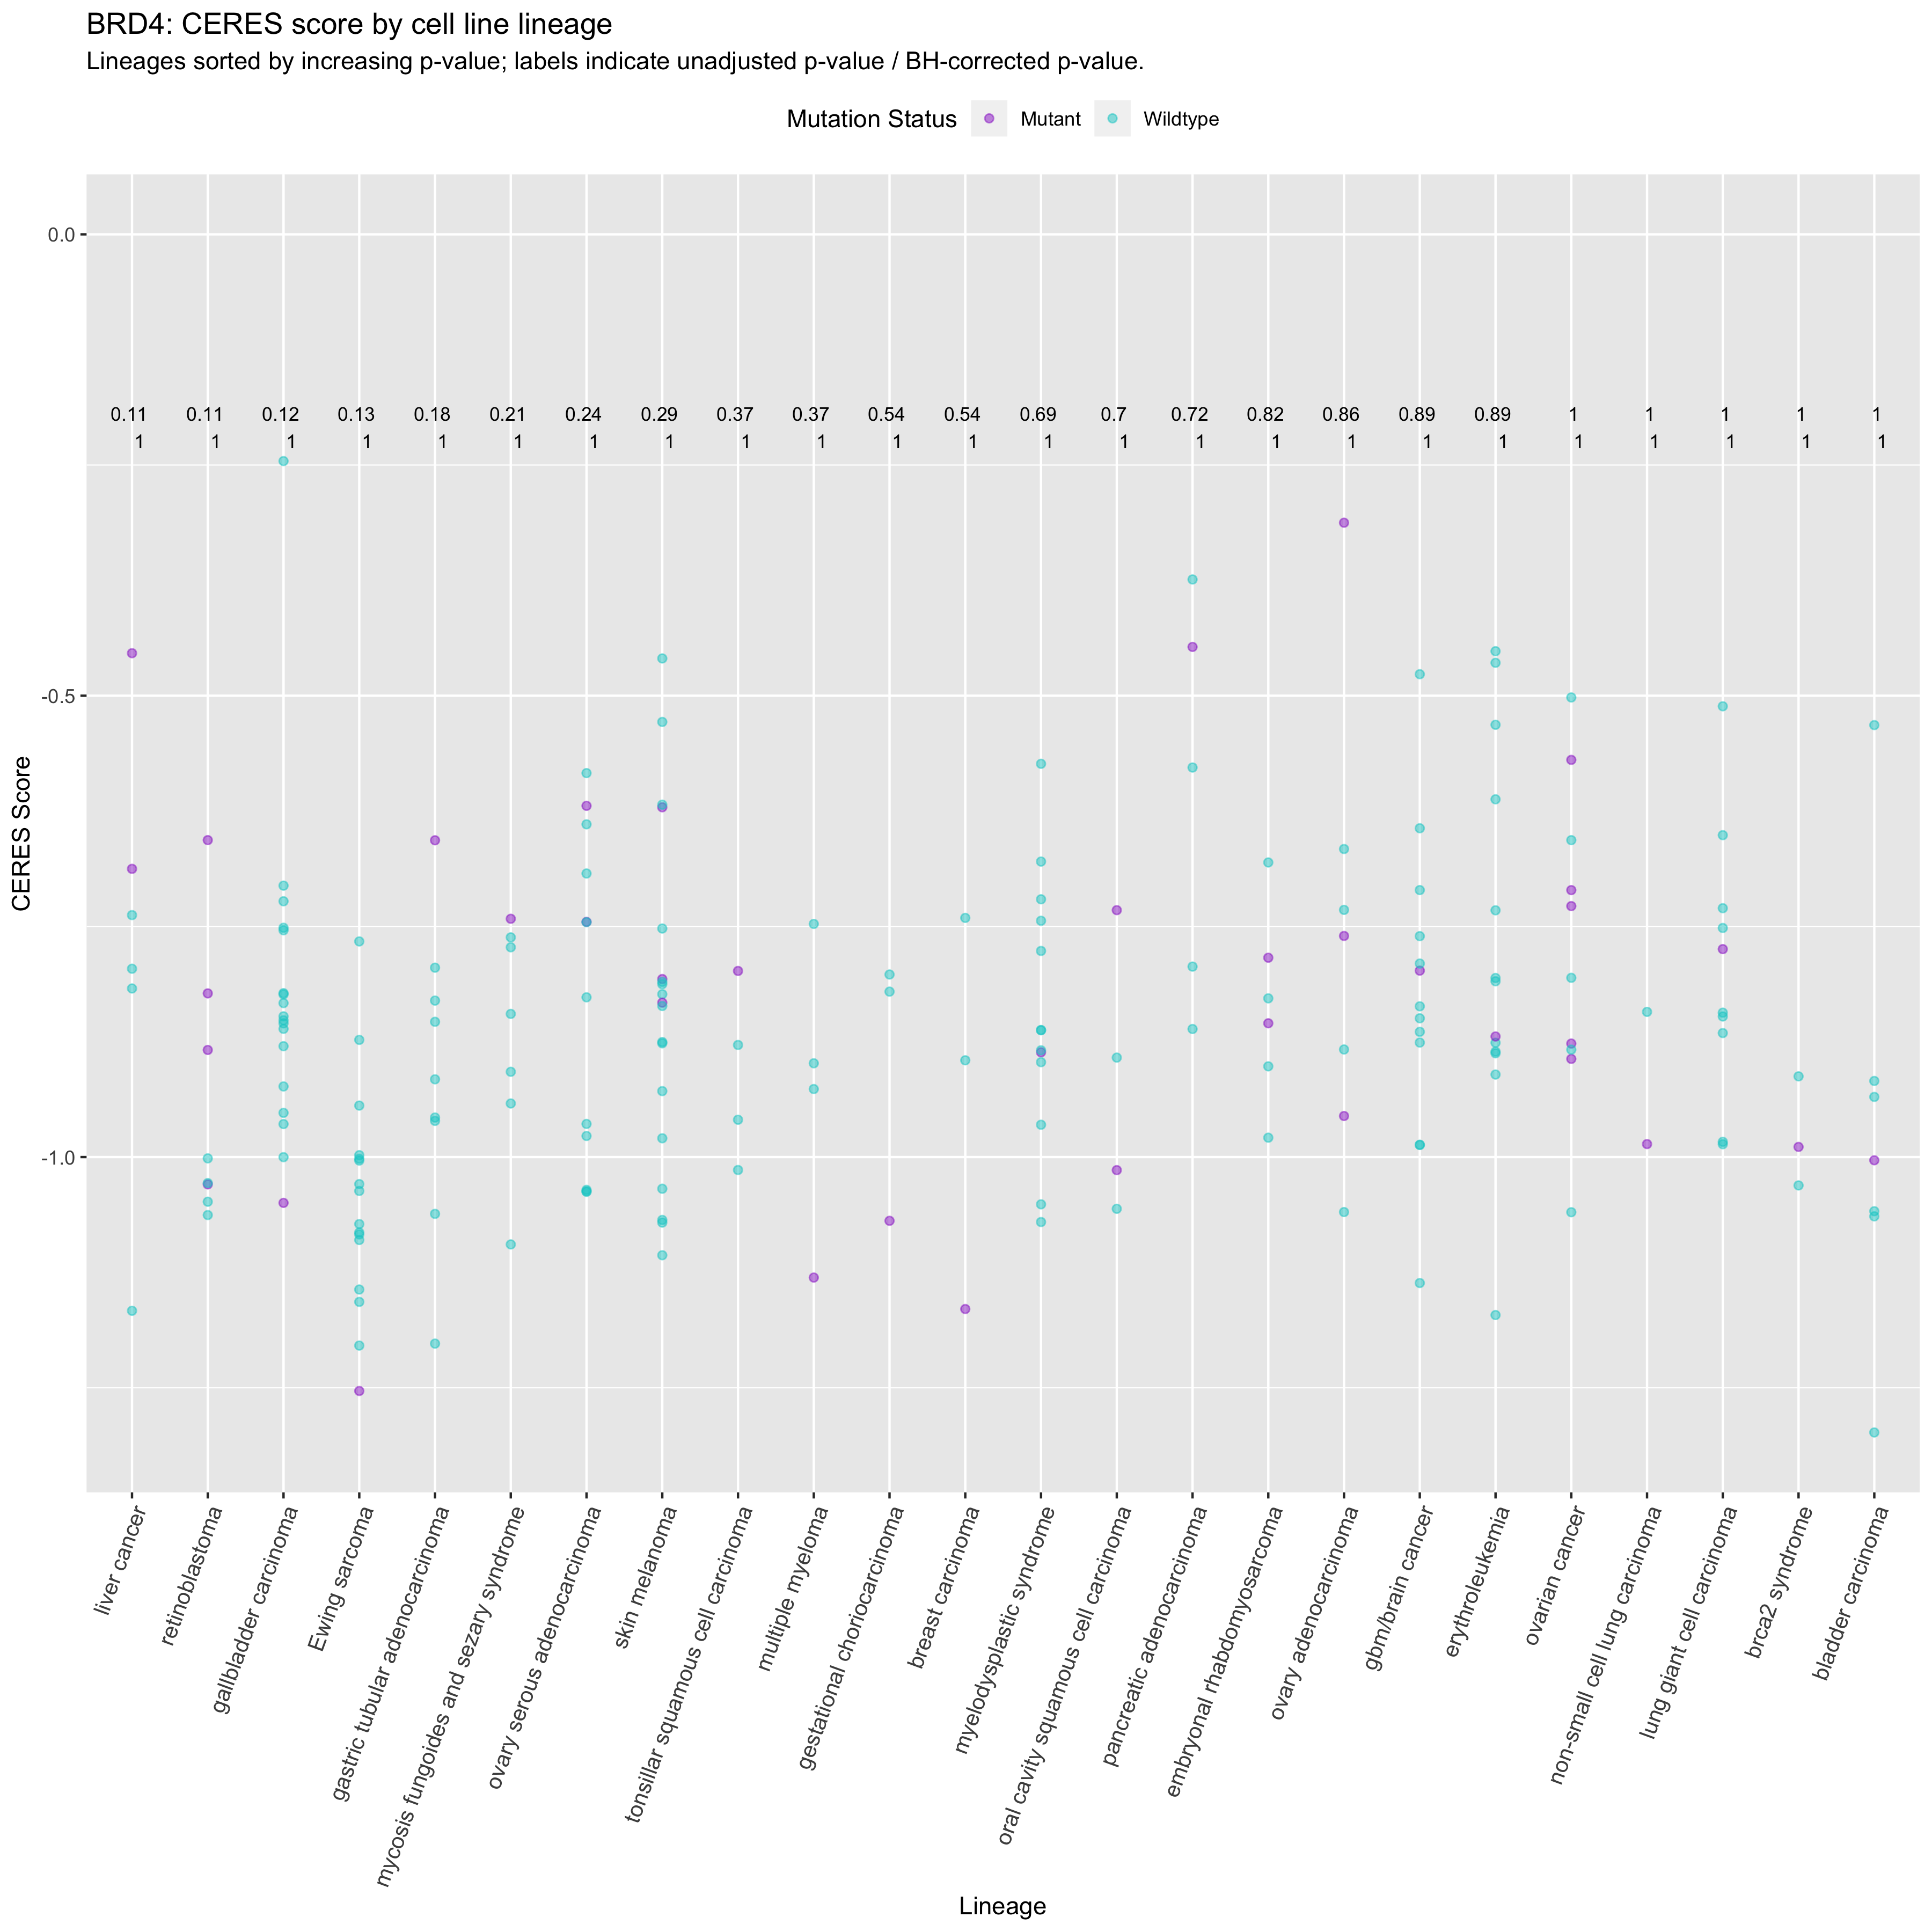 BRD4: CERES score by cell line lineage
Lineages sorted by increasing p-value; labels indicate unadjusted p-value / BH-corrected p-value.
Mutation Status Mutant Wildtype
0.0
0.11 0.11 0.12 0.13 0.18 0.21 0.24 0.29 0.37 0.37 0.54 0.54 0.69 0.7 0.72 0.82 0.86 0.89 0.89 1 1 1 1 1
1 1 1 1 1 1 1 1 1 1 1 1 1 1 1 1 1 1 1 1 1 1 1 1
-0.5
CERES Score
-1.0
liver cancer
retinoblastoma
gallbladder carcinoma
Ewing sarcoma
gastric tubular adenocarcinoma
mycosis fungoides and sezary syndrome
ovary serous adenocarcinoma
skin melanoma
tonsillar squamous cell carcinoma
multiple myeloma
gestational choriocarcinoma
breast carcinoma
myelodysplastic syndrome
oral cavity squamous cell carcinoma
pancreatic adenocarcinoma
embryonal rhabdomyosarcoma
ovary adenocarcinoma
gbm/brain cancer
erythroleukemia
ovarian cancer
non-small cell lung carcinoma
lung giant cell carcinoma
brca2 syndrome
bladder carcinoma
Lineage